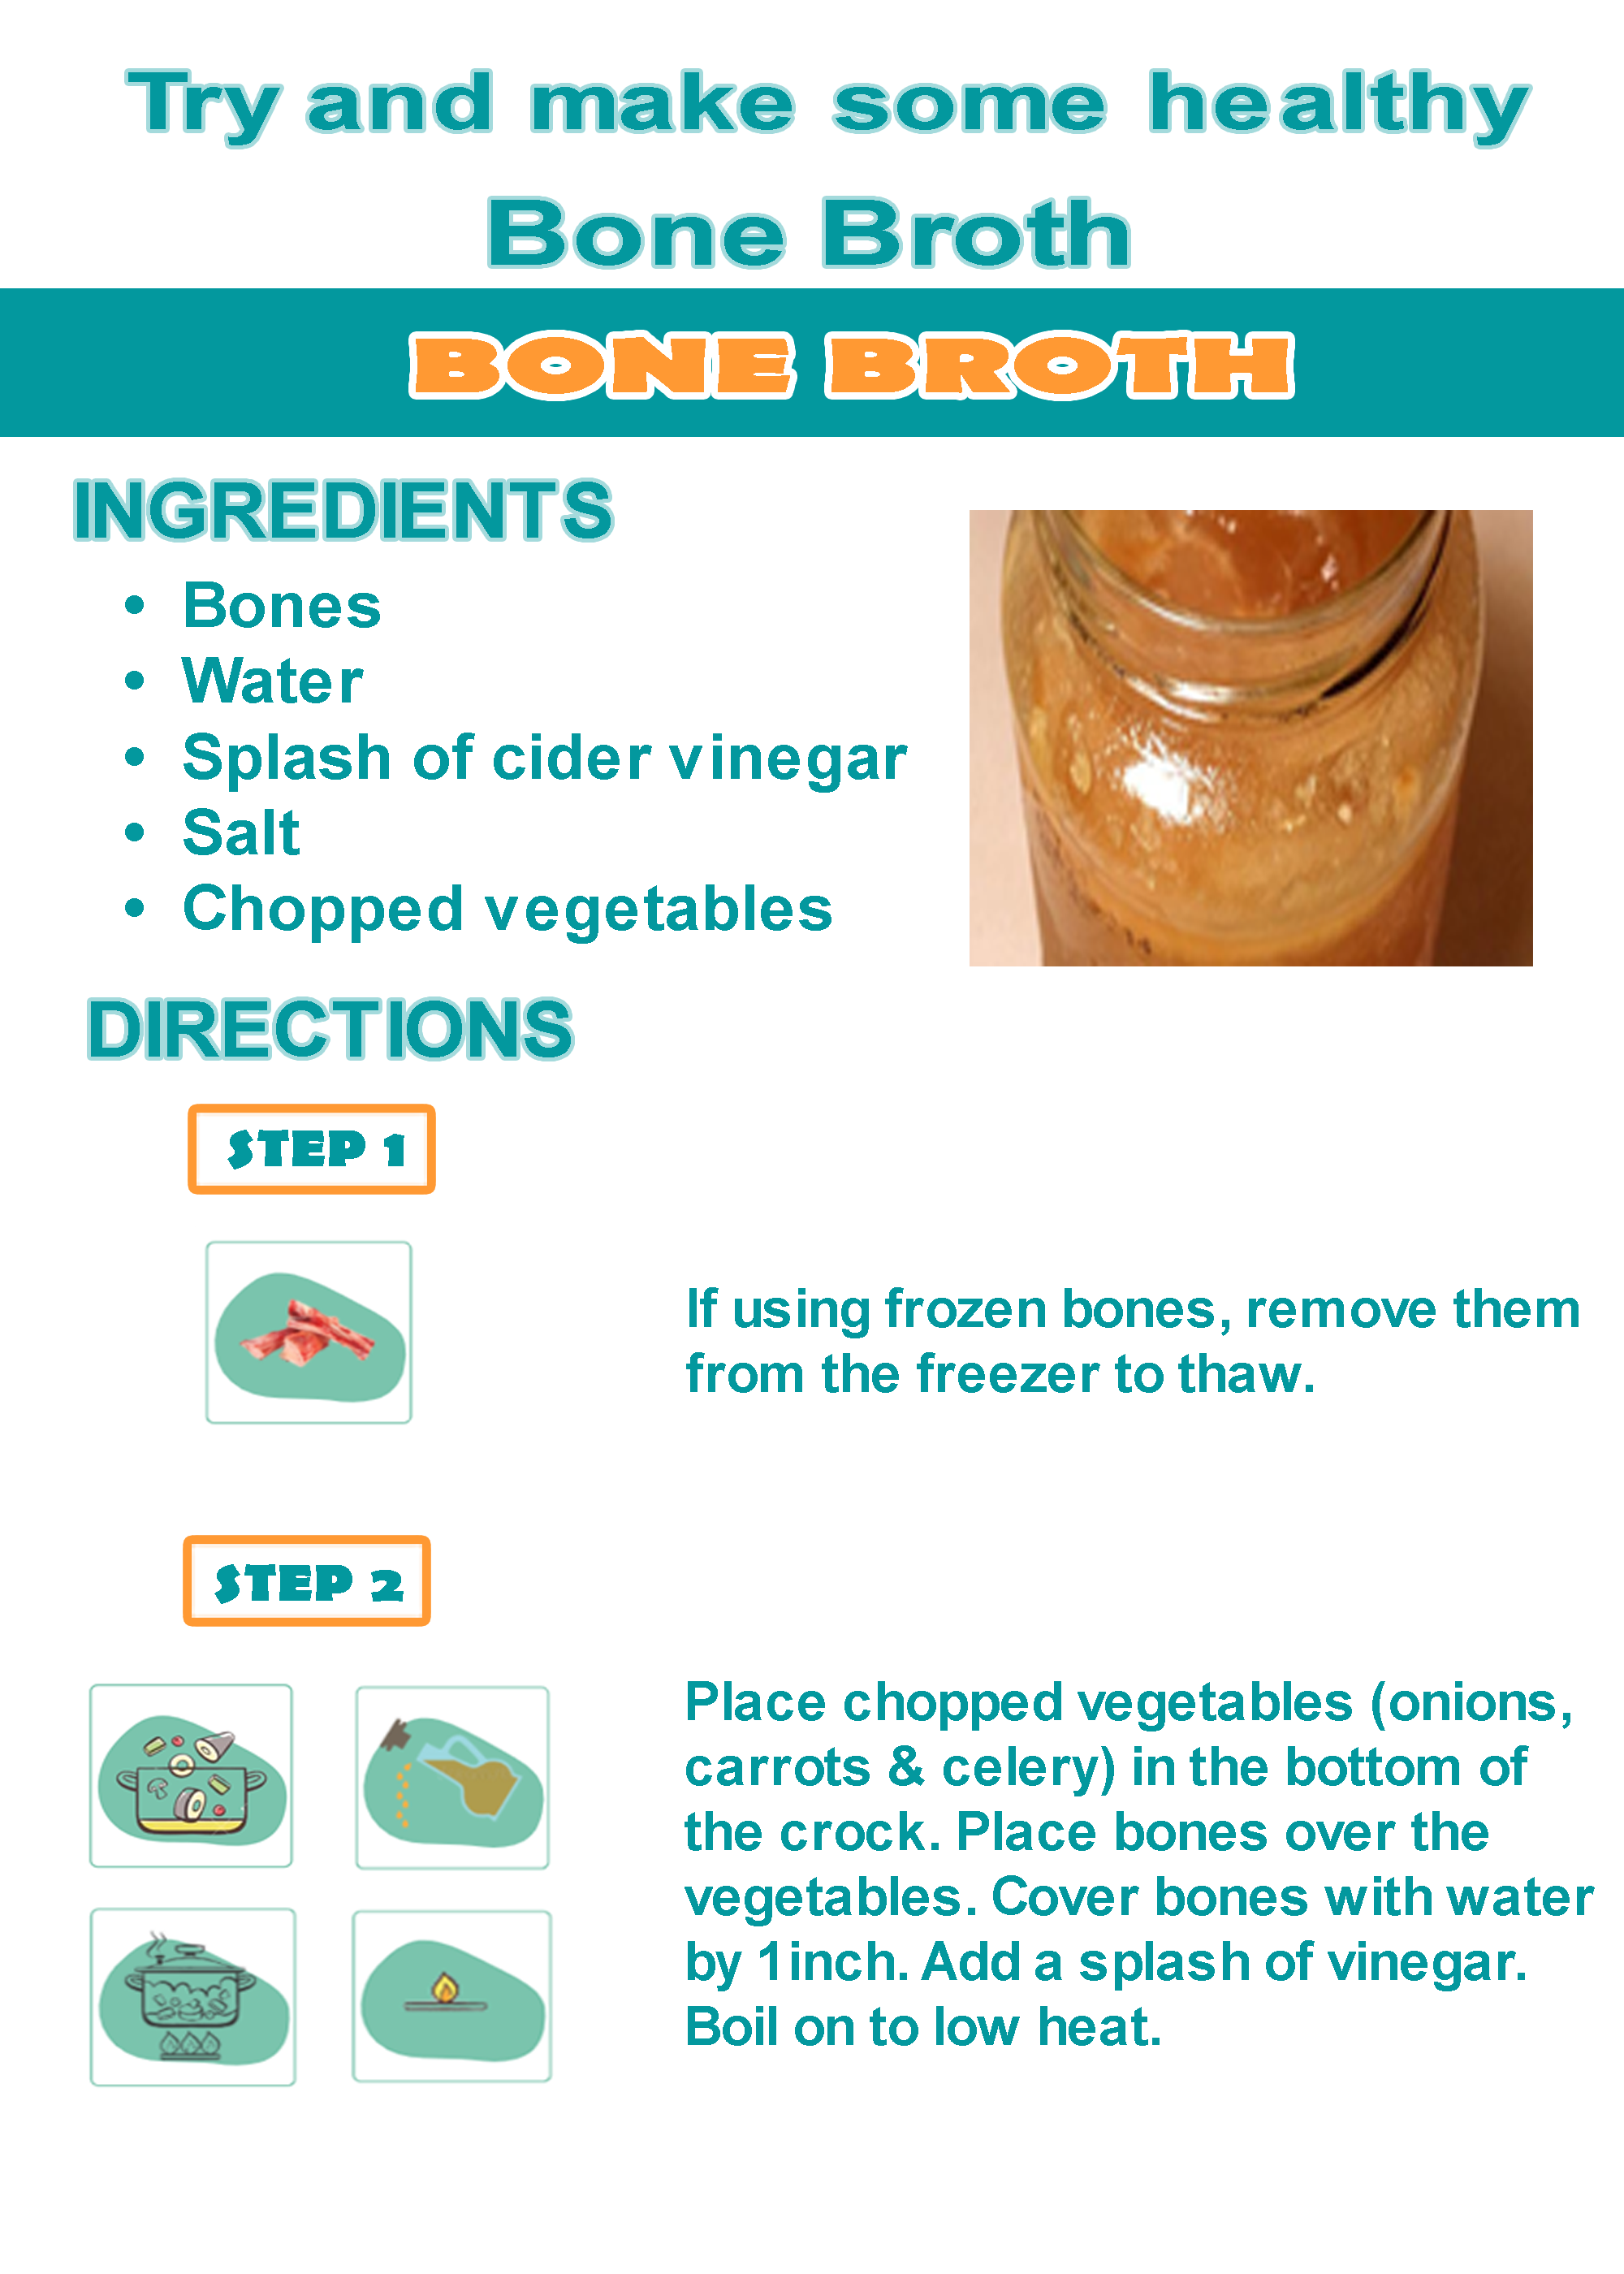 Try and make some healthy
Bone Broth
BONE BROTH
INGREDIENTS
• Bones
• Water
• Splash of cider vinegar
• Salt
• Chopped vegetables
DIRECTIONS
STEP 1
If using frozen bones, remove them
from the freezer to thaw.
STEP 2
Place chopped vegetables (onions,
carrots & celery) in the bottom of
the crock. Place bones over the
vegetables. Cover bones with water
by 1inch. Add a splash of vinegar.
Boil on to low heat.